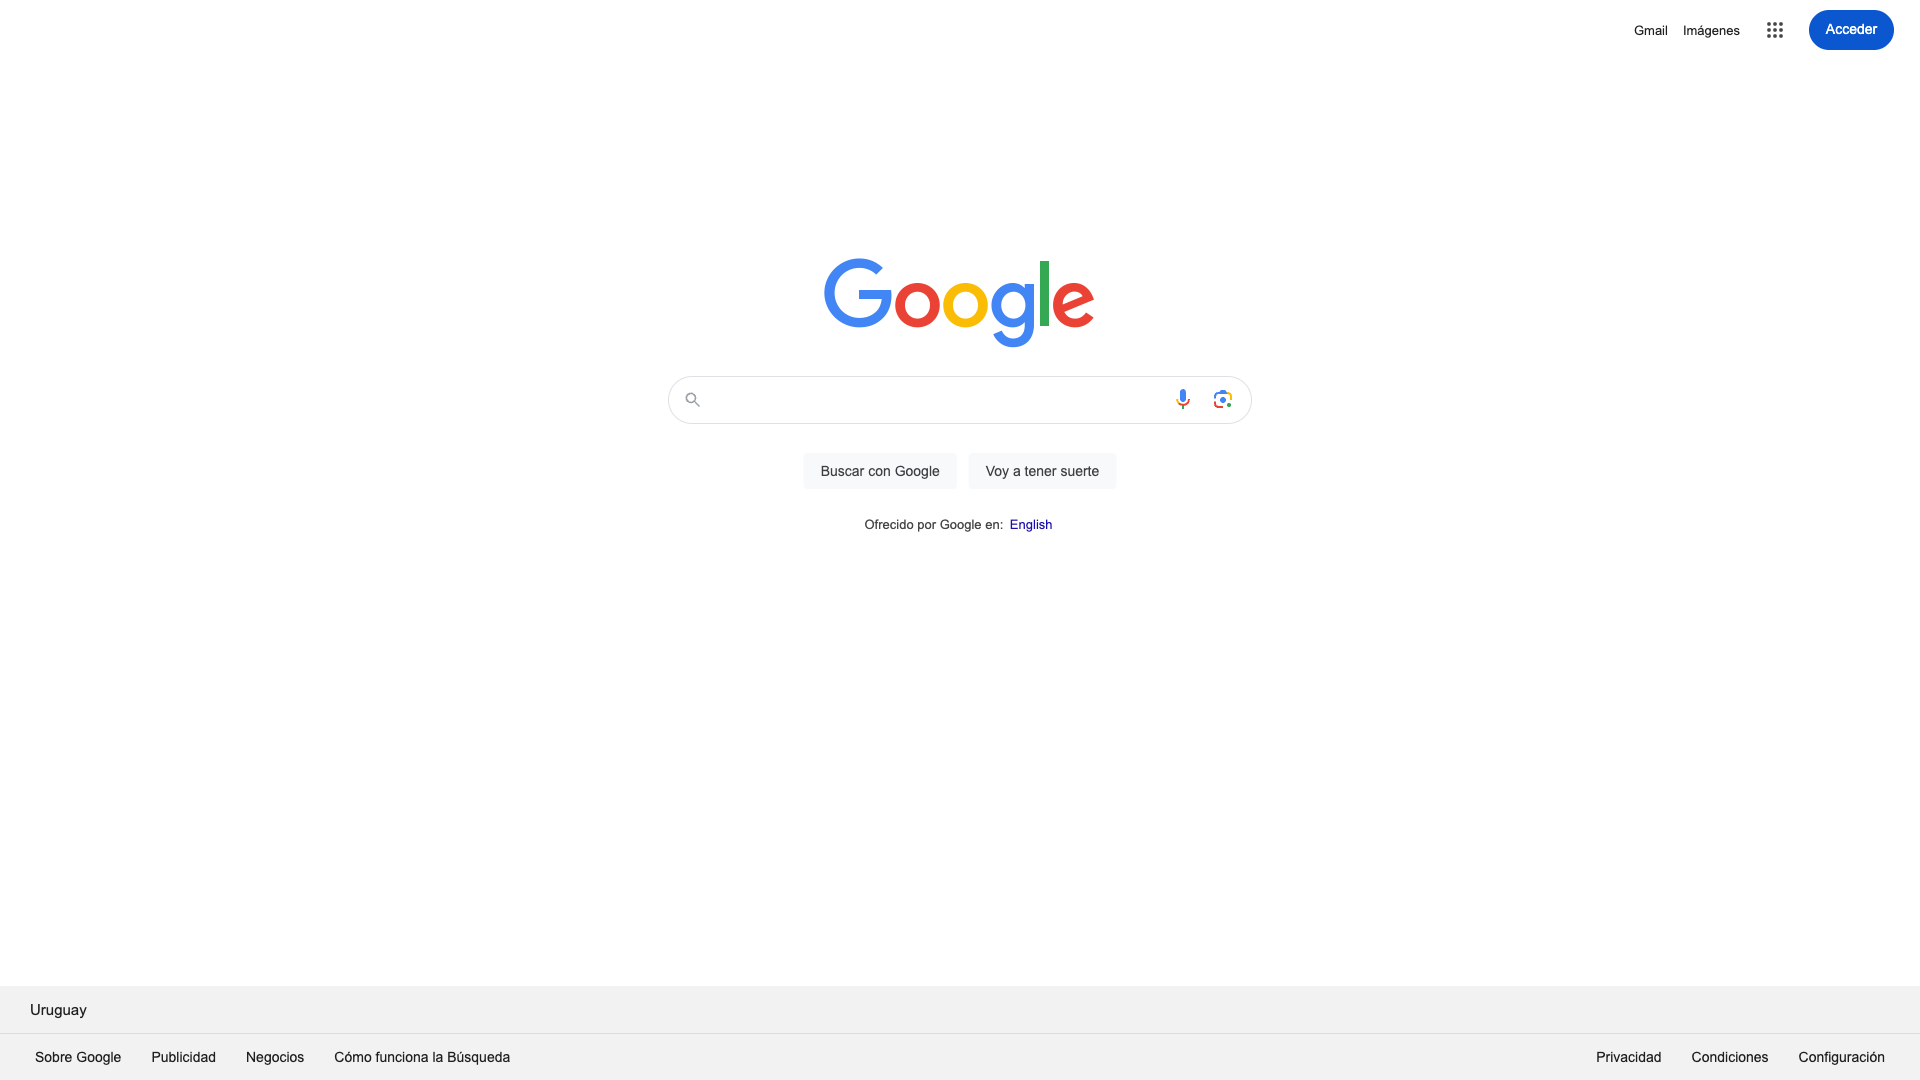 Gmail Imágenes Acceder
Google
Buscar con Google Voy a tener suerte
Ofrecido por Google en: English
Uruguay
Sobre Google Publicidad Negocios Cómo funciona la Búsqueda Privacidad Condiciones Configuración